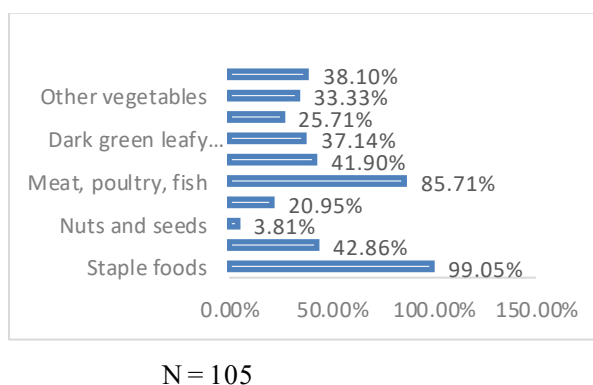 38.10%
Other vegetables 33.33%
25.71%
Dark green leafy... 37.14%
41.90%
Meat, poultry, fish 85.71%
20.95%
Nuts and seeds 3.81%
42.86%
Staple foods 99.05%
0.00% 50.00% 100.00% 150.00%
N = 105